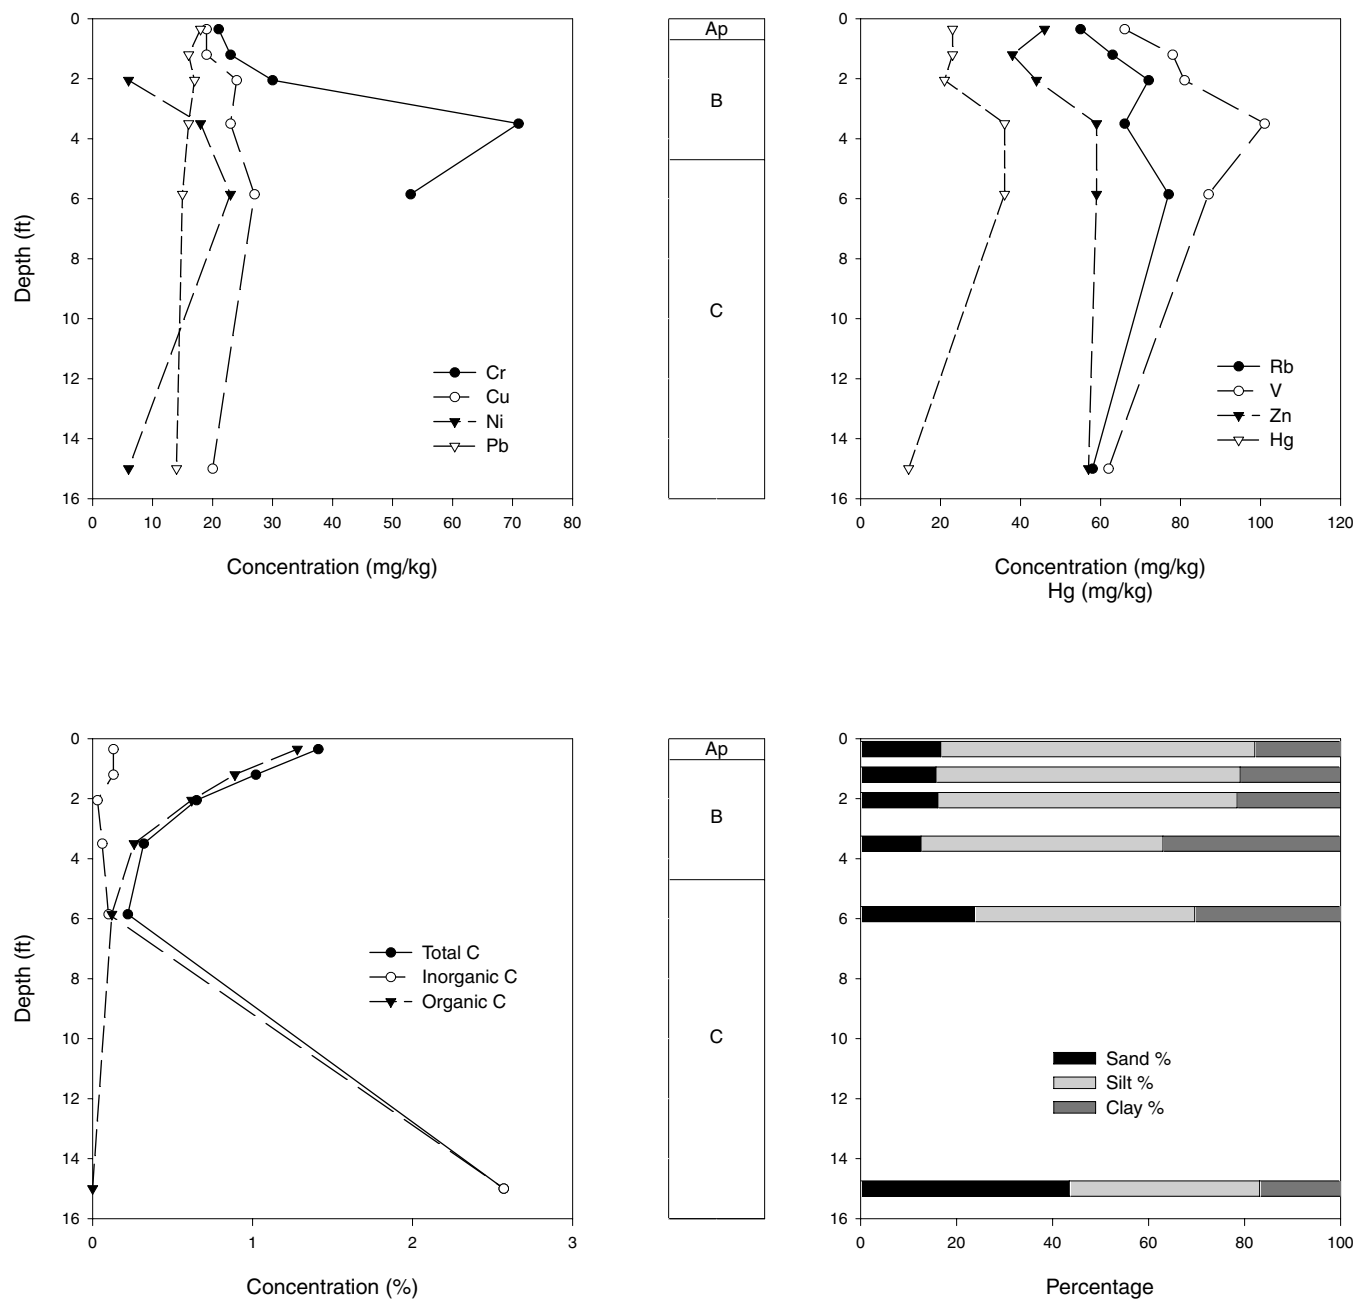 0
2
4
6
8
10
12
14
16
Depth (ft)
0 10 20 30 40 50 60 70 80
Concentration (mg/kg)
Cr
Cu
Ni
Pb
Ap
B
C
0
2
4
6
8
10
12
14
16
0 20 40 60 80 100 120
Concentration (mg/kg)
Hg (mg/kg)
Rb
V
Zn
Hg
0
2
4
6
8
10
12
14
16
Depth (ft)
0 1 2 3
Concentration (%)
Total C
Inorganic C
Organic C
Ap
B
C
0
2
4
6
8
10
12
14
16
0 20 40 60 80 100
Percentage
Sand %
Silt %
Clay %